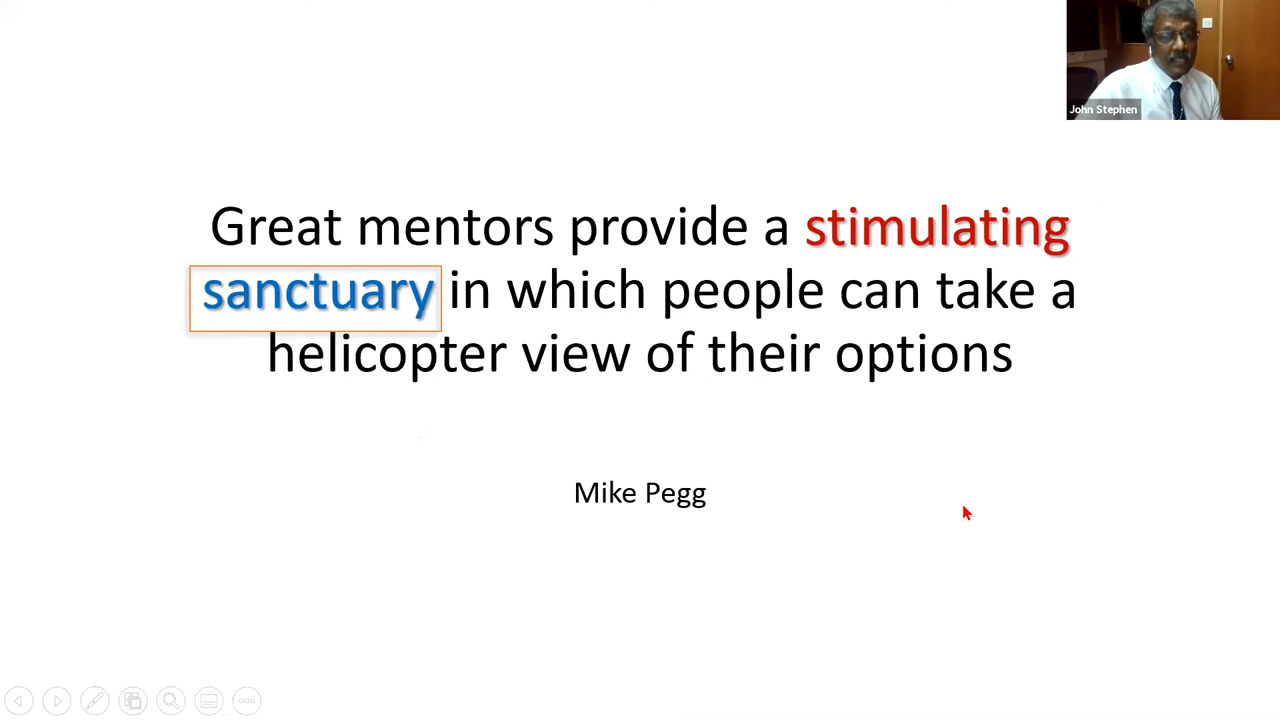 John Stephen
Great mentors provide a stimulating
sanctuary in which people can take a
helicopter view of their options
Mike Pegg